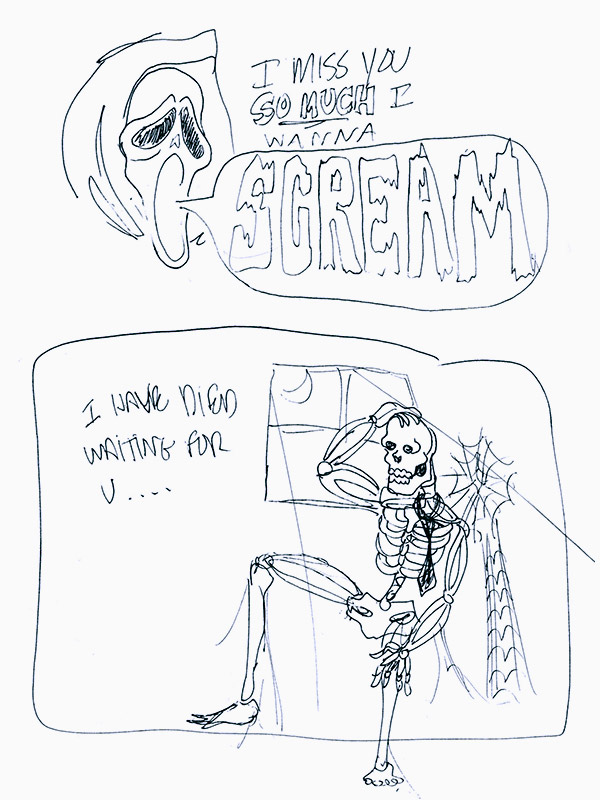 I MISS YOU
SO MUCH I
WANNA
SCREAM
I HAVE DIED
WAITING FOR
U....